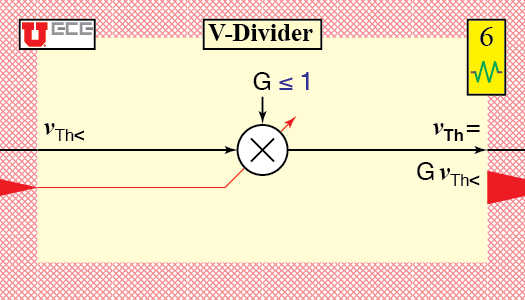 U ECE
V-Divider
6
G ≤ 1
vTh<
vTh =
G vTh<